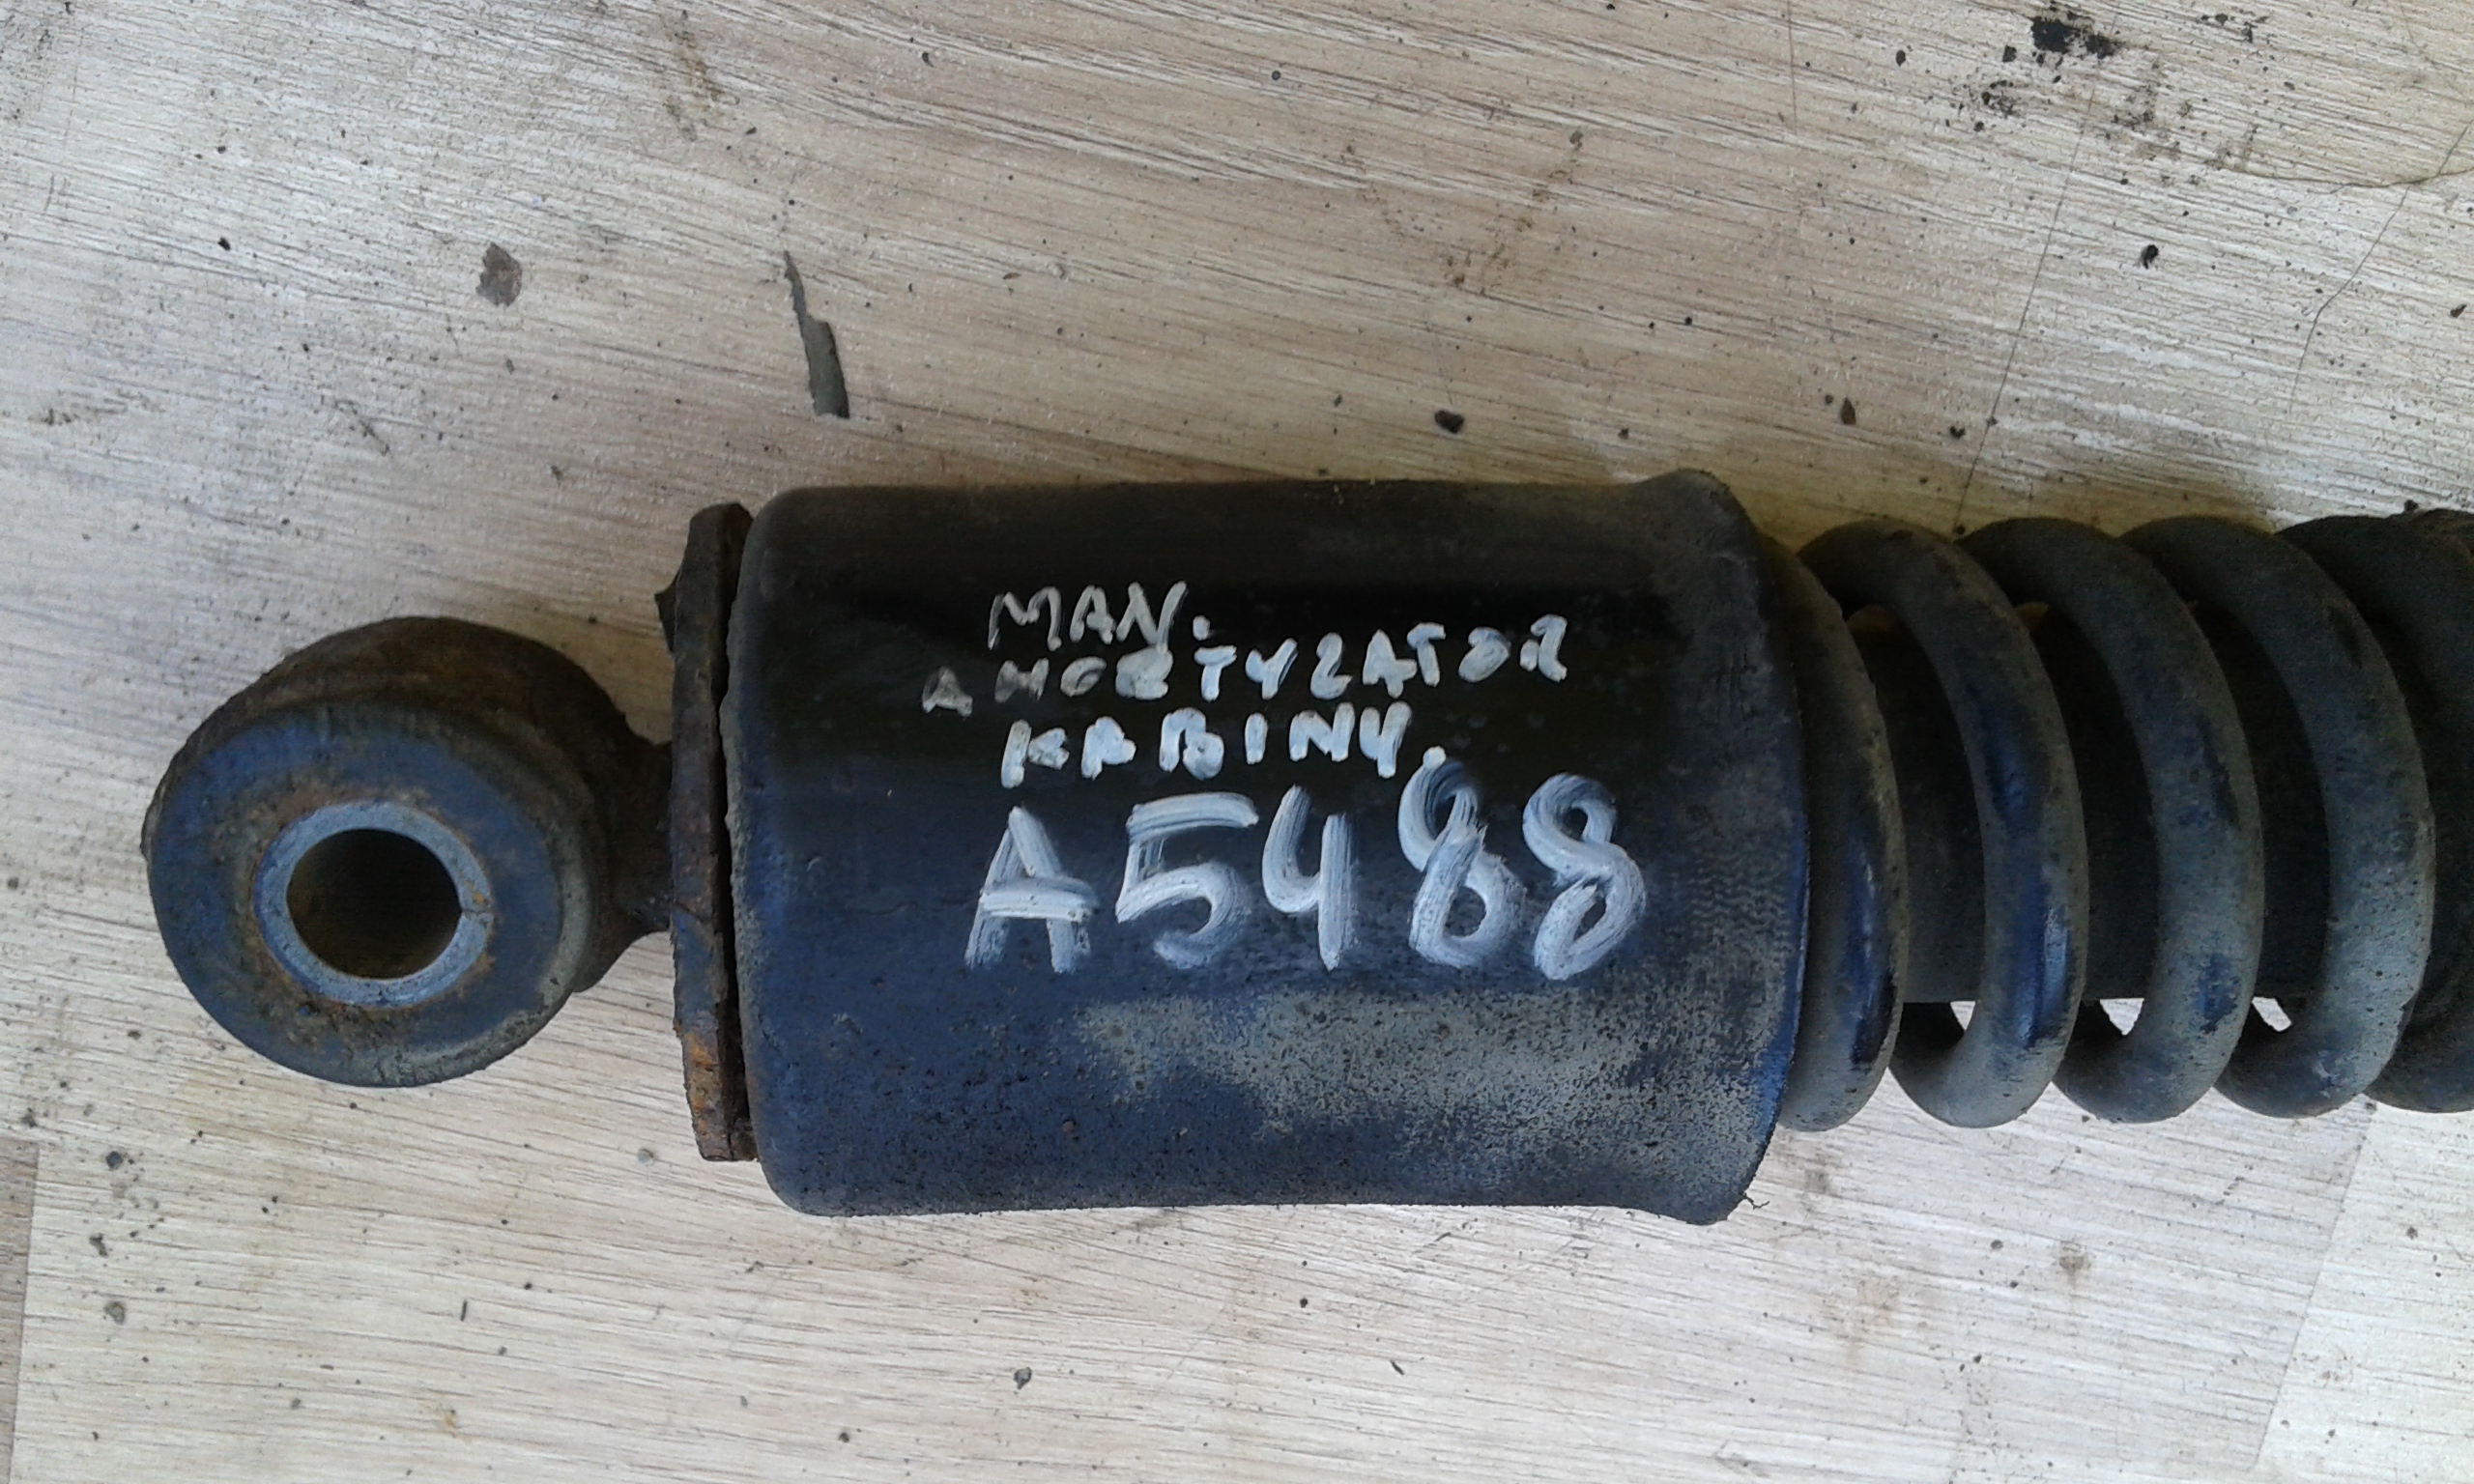 MAN.
AMORTYZATOR
KABINY.
A5488